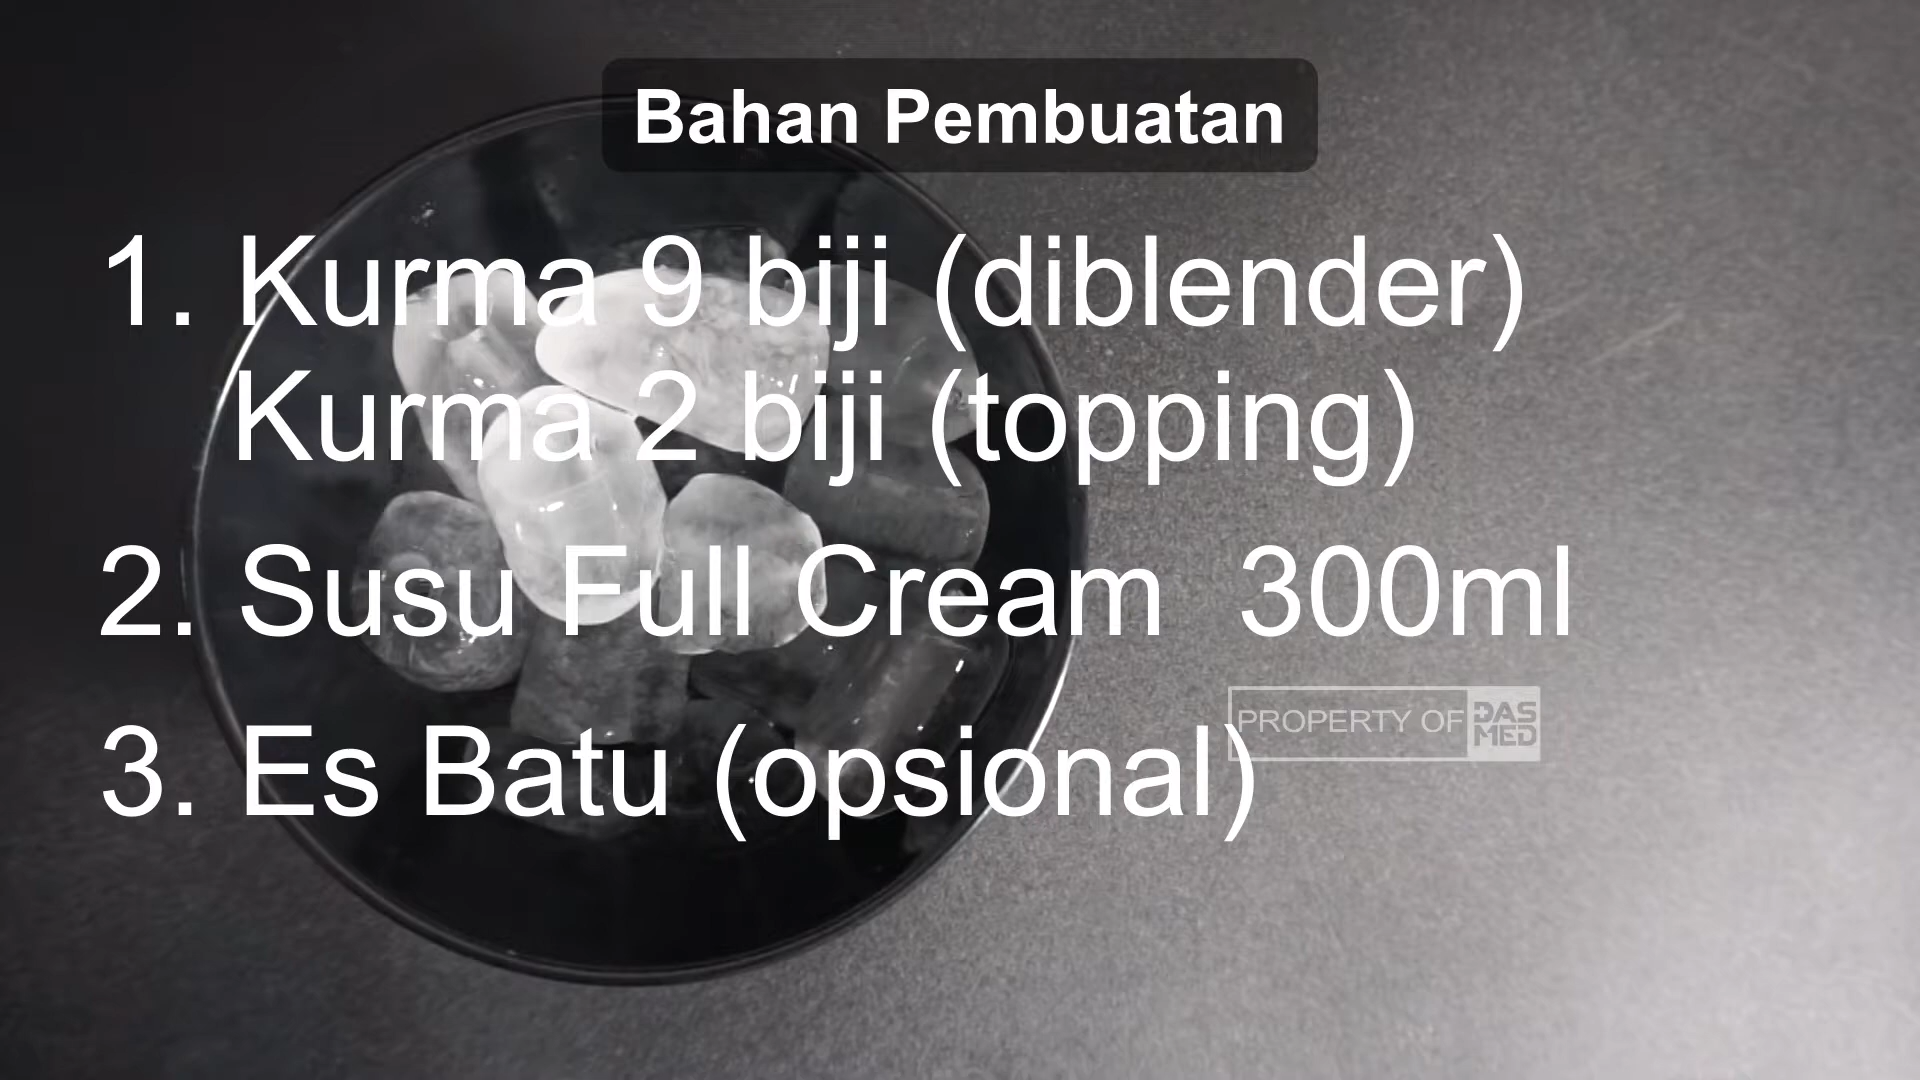 Bahan Pembuatan
1. Kurma 9 biji (diblender)
Kurma 2 biji (topping)
2. Susu Full Cream  300ml
3. Es Batu (opsional)
PROPERTY OF DAS MED